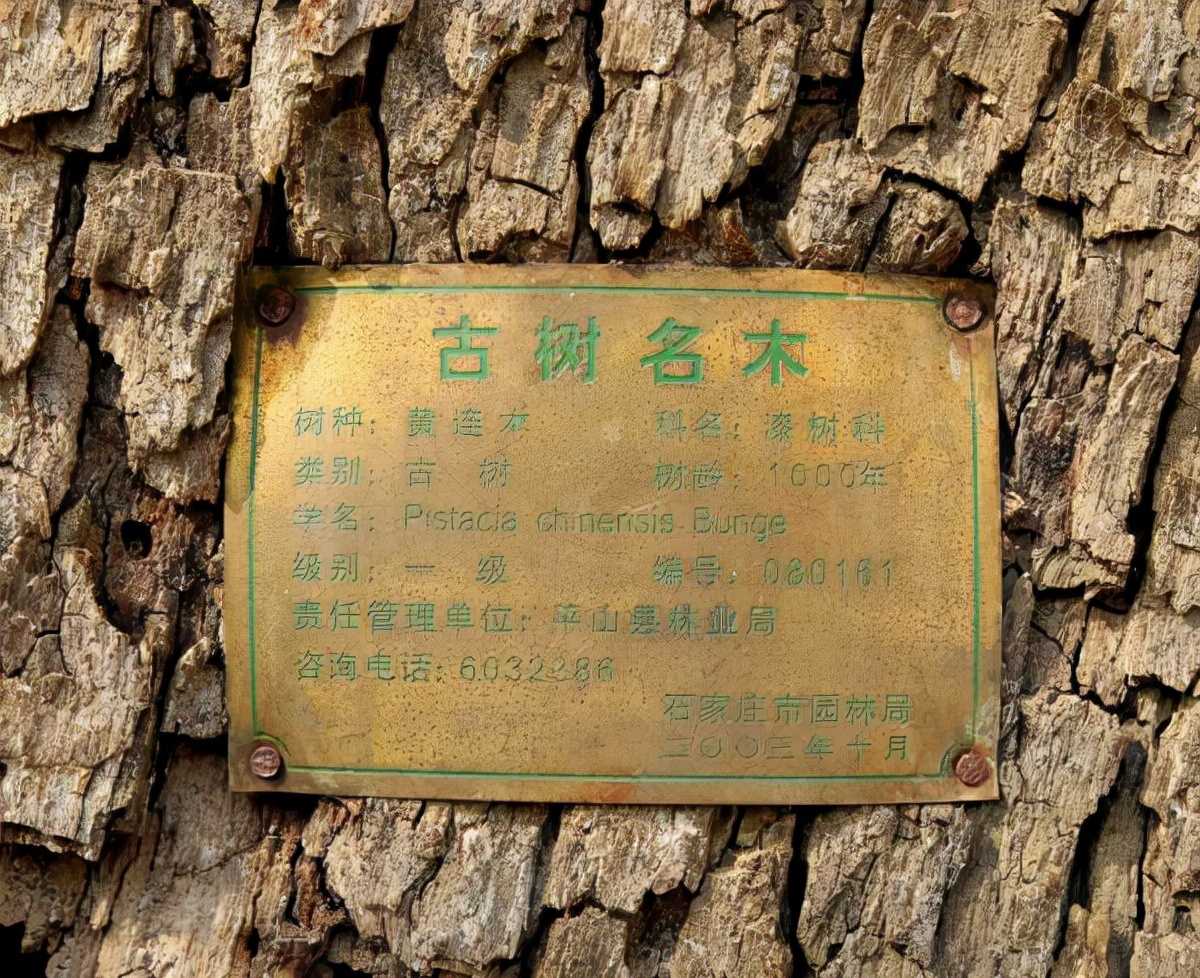 古树名木
树种：黄连木 科名：漆树科
类别：古 树 树龄：1000年
学名：Pistacia chinensis Bunge
级别：一 级 编号：080181
责任管理单位：平山县林业局
咨询电话：6032386
石家庄市园林局
二〇〇三年十月